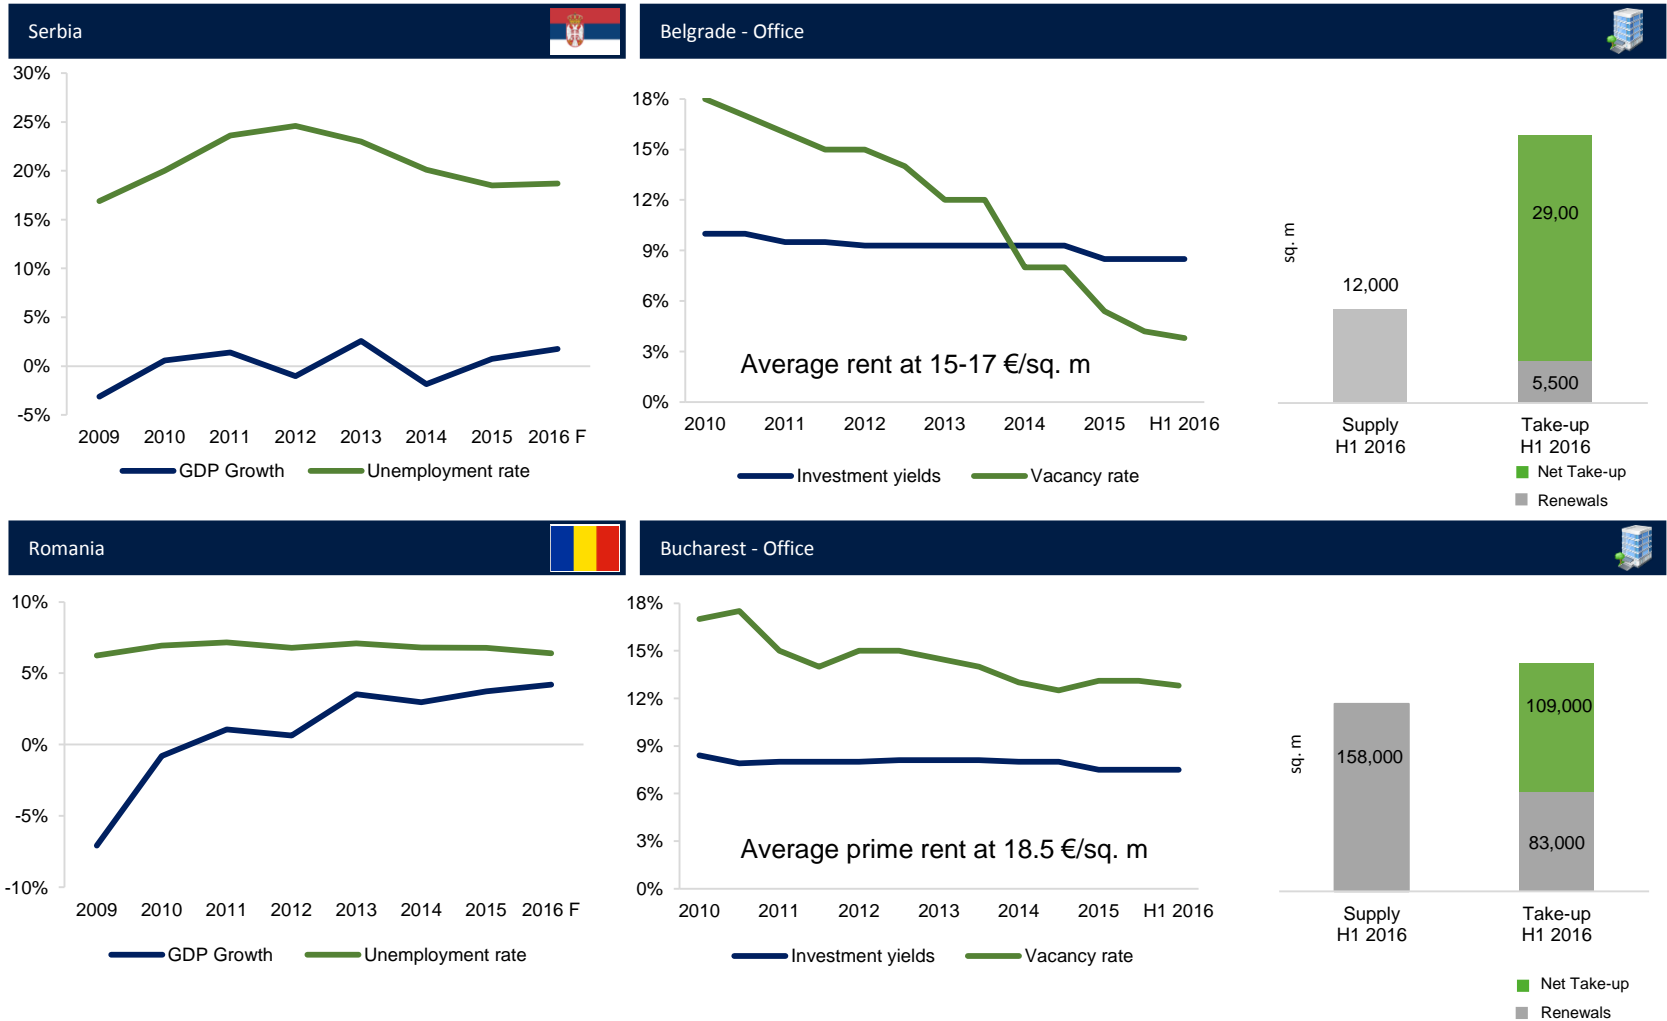 Serbia
30%
25%
20%
15%
10%
5%
0%
-5%
2009 2010 2011 2012 2013 2014 2015 2016 F
GDP Growth Unemployment rate
Belgrade - Office
18%
15%
12%
9%
6%
3%
0%
Average rent at 15-17 €/sq. m
2010 2011 2012 2013 2014 2015 H1 2016
Investment yields Vacancy rate
sq. m
12,000
29,00
5,500
Supply
H1 2016
Take-up
H1 2016
Net Take-up
Renewals
Romania
10%
5%
0%
-5%
-10%
2009 2010 2011 2012 2013 2014 2015 2016 F
GDP Growth Unemployment rate
Bucharest - Office
18%
15%
12%
9%
6%
3%
0%
Average prime rent at 18.5 €/sq. m
2010 2011 2012 2013 2014 2015 H1 2016
Investment yields Vacancy rate
sq. m
158,000
109,000
83,000
Supply
H1 2016
Take-up
H1 2016
Net Take-up
Renewals